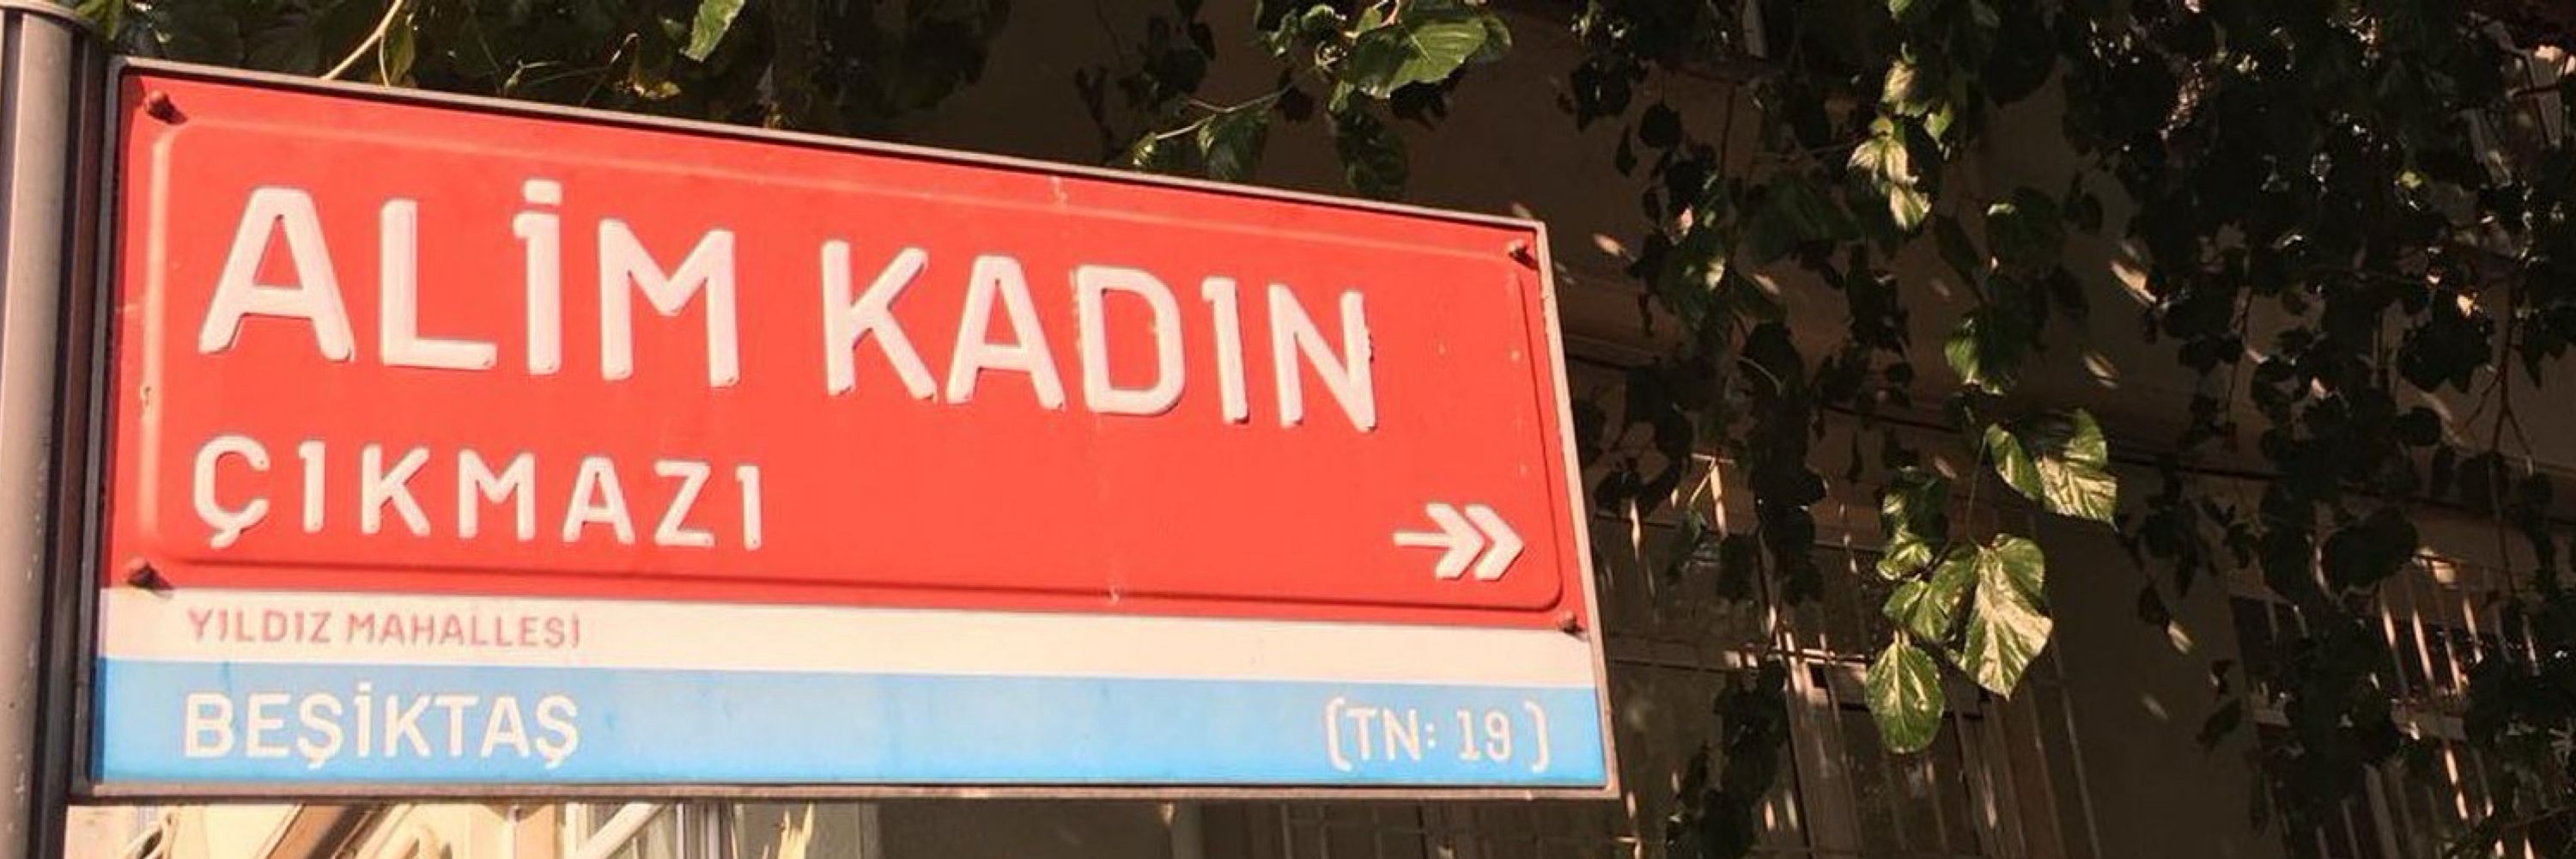 ALİM KADIN
ÇIKMAZI
YILDIZ MAHALLESİ
BEŞİKTAŞ (TN: 19)